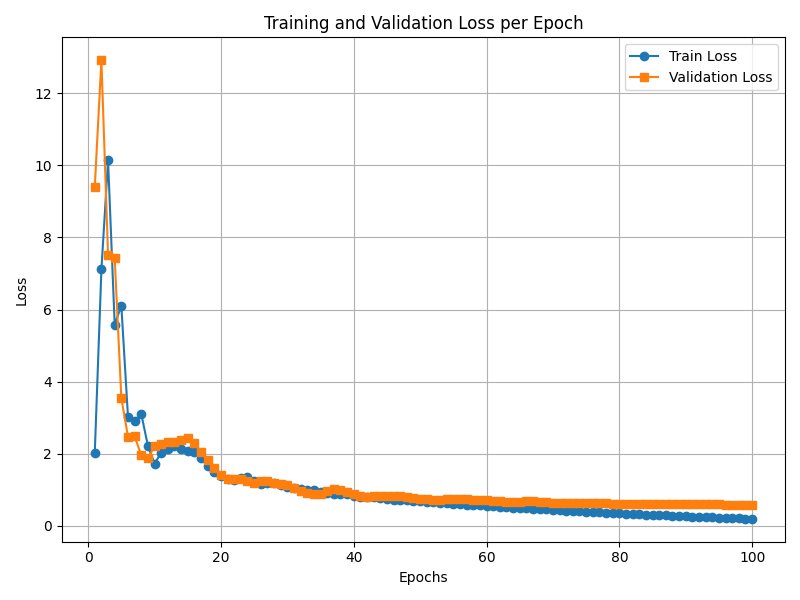 Training and Validation Loss per Epoch
Train Loss
Validation Loss
12
10
8
6
4
2
0
Loss
0 20 40 60 80 100
Epochs